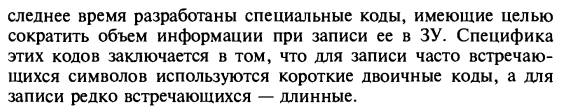 следнее время разработаны специальные коды, имеющие целью
сократить объем информации при записи ее в ЗУ. Специфика
этих кодов заключается в том, что для записи часто встречаю-
щихся символов используются короткие двоичные коды, а для
записи редко встречающихся — длинные.